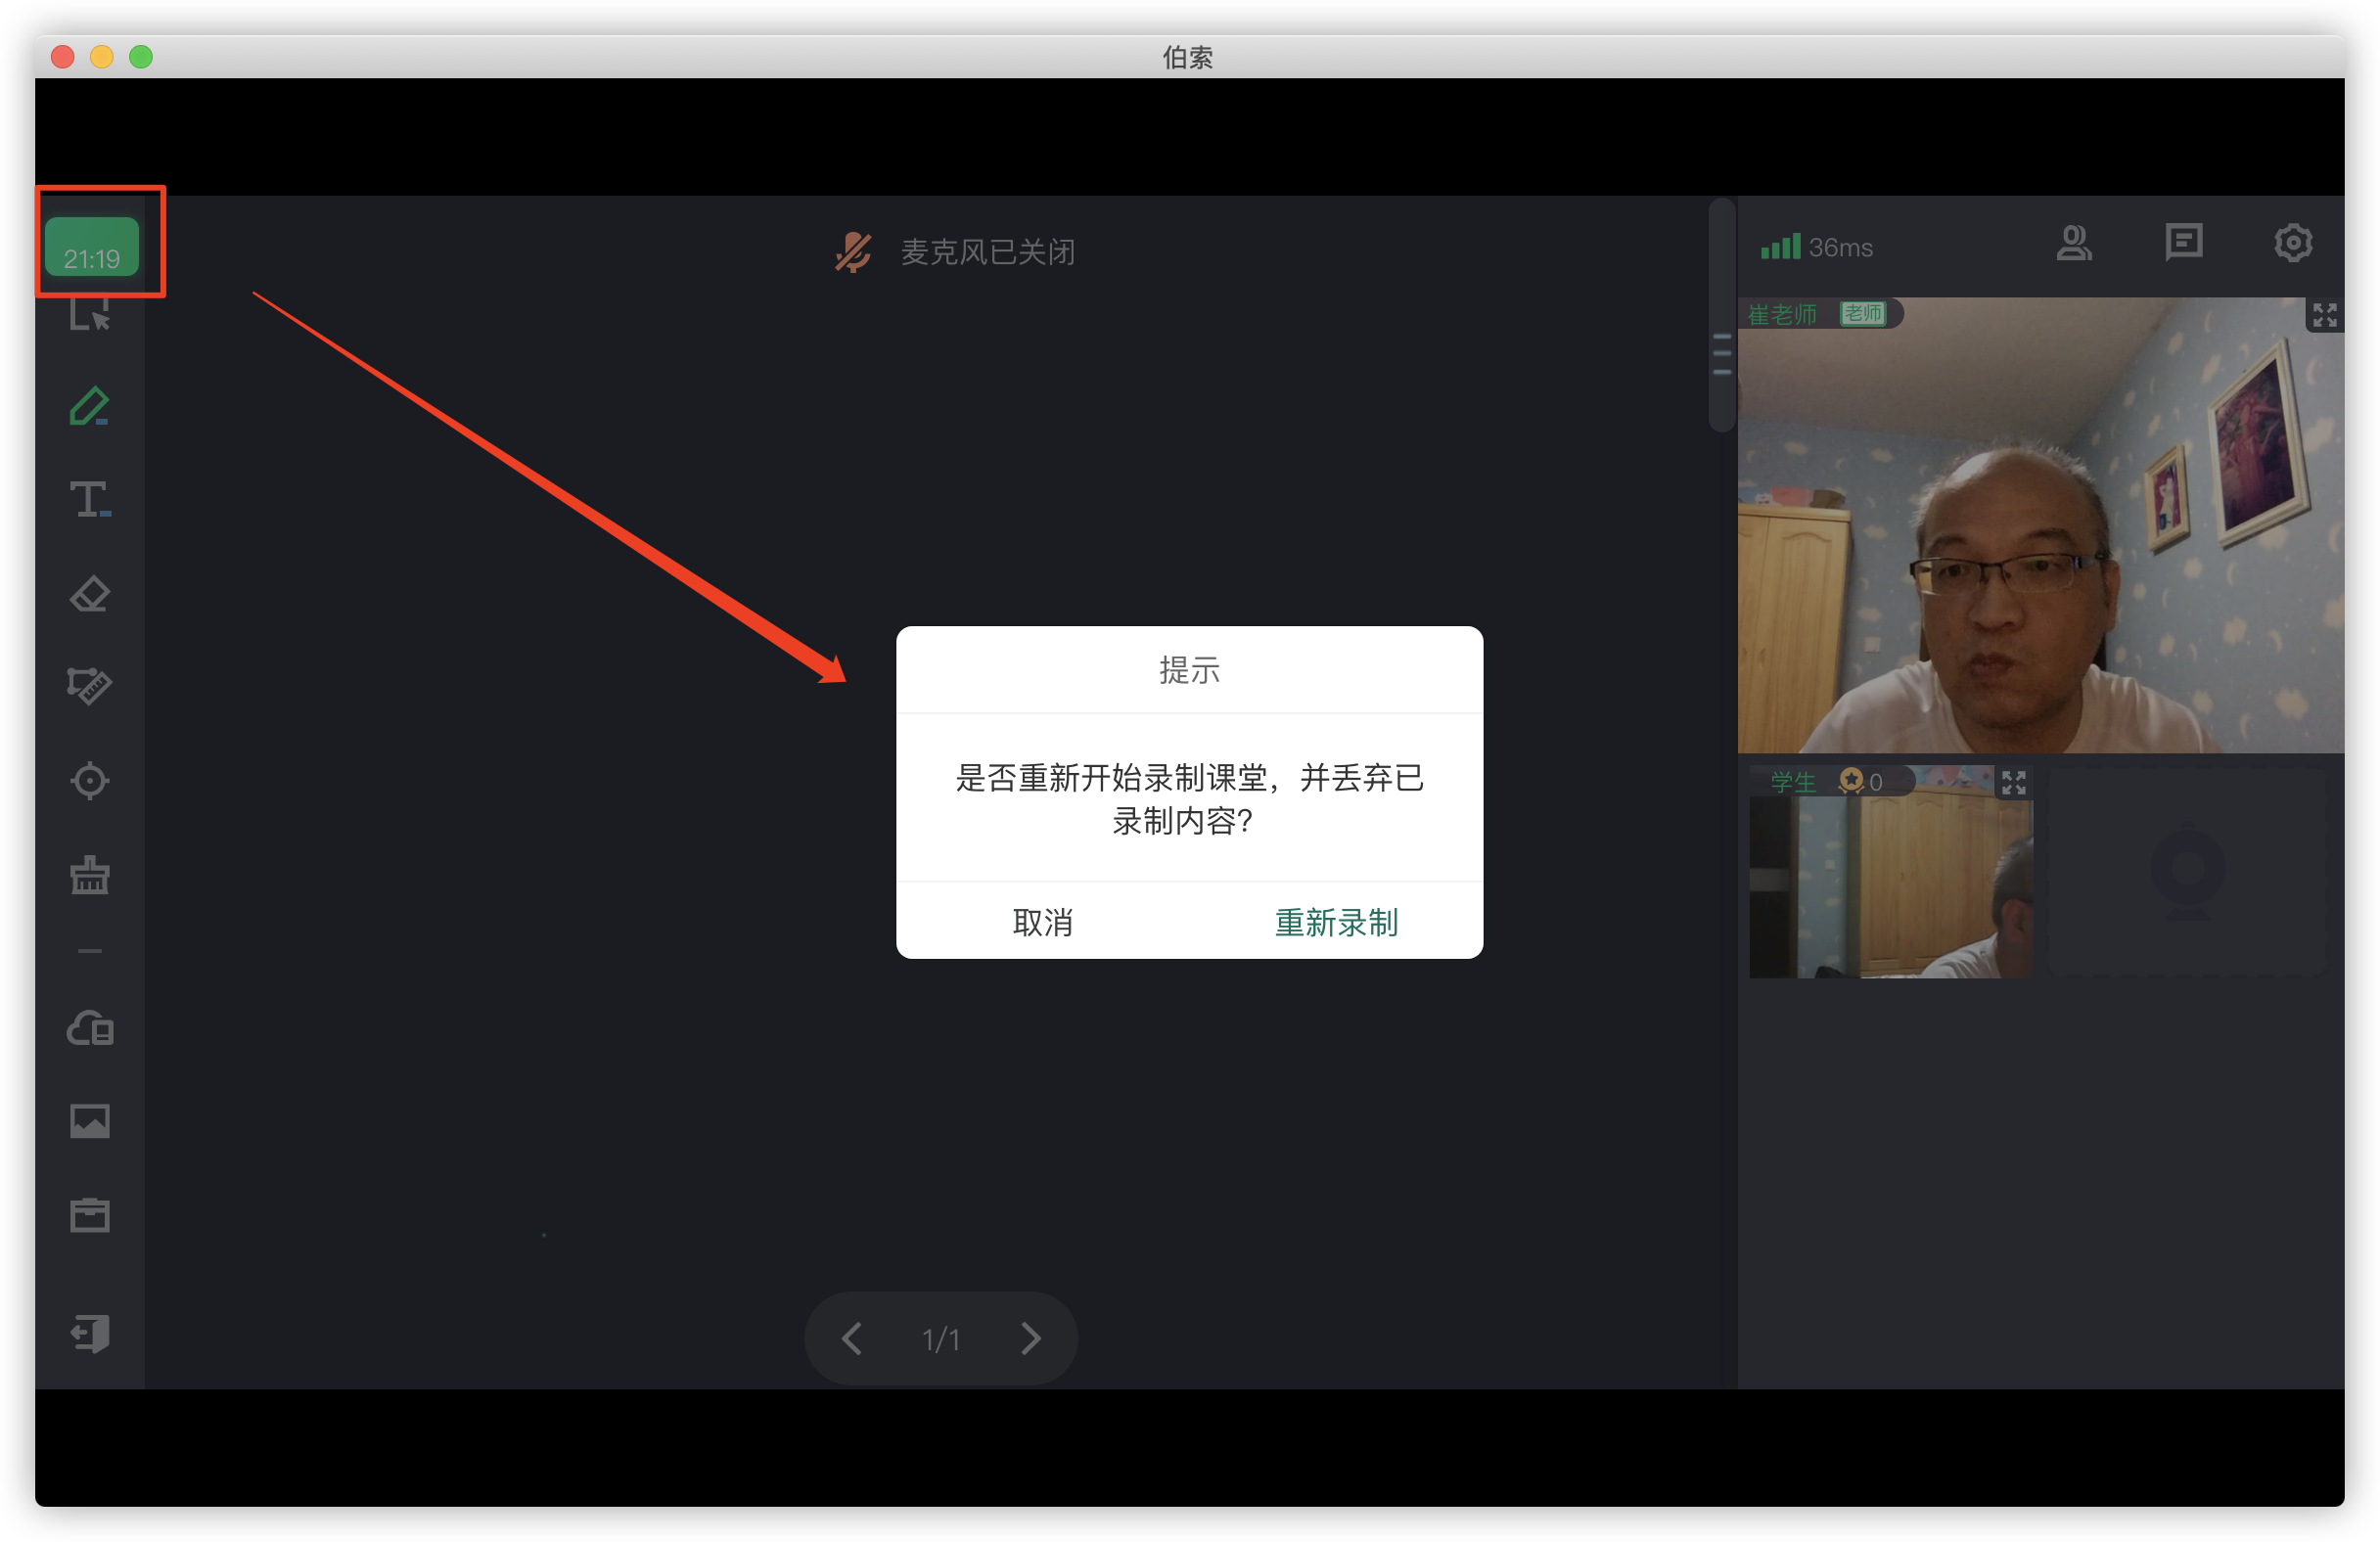 伯索
21:19
麦克风已关闭
36ms
崔老师 老师
提示
是否重新开始录制课堂，并丢弃已
录制内容？
取消 重新录制
学生 0
1/1